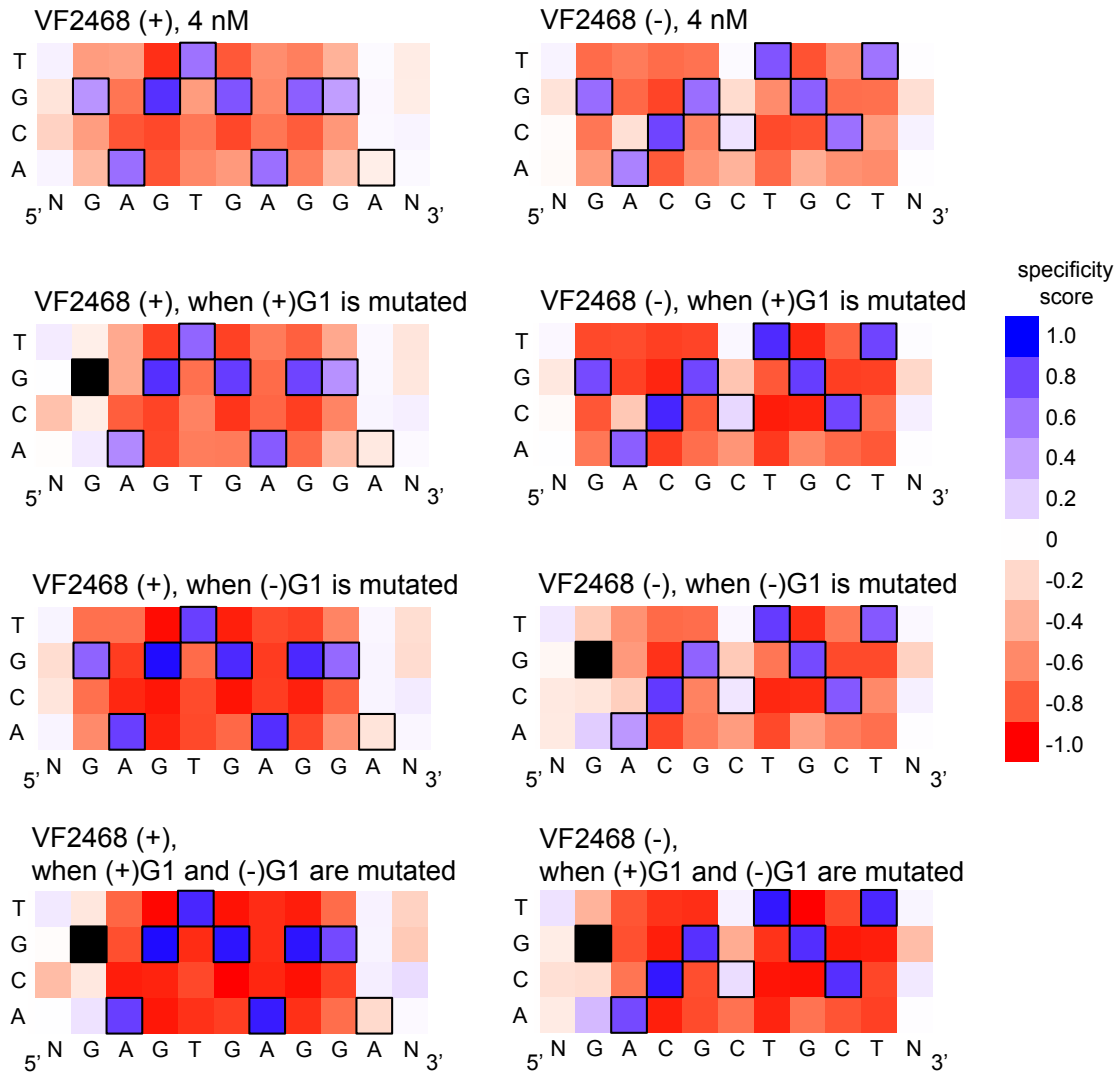 VF2468 (+), 4 nM
T
G
C
A
5’ N G A G T G A G G A N 3’
VF2468 (-), 4 nM
T
G
C
A
5’ N G A C G C T G C T N 3’
VF2468 (+), when (+)G1 is mutated
T
G
C
A
5’ N G A G T G A G G A N 3’
VF2468 (-), when (+)G1 is mutated
T
G
C
A
5’ N G A C G C T G C T N 3’
specificity
score
1.0
0.8
0.6
0.4
0.2
0
-0.2
-0.4
-0.6
-0.8
-1.0
VF2468 (+), when (-)G1 is mutated
T
G
C
A
5’ N G A G T G A G G A N 3’
VF2468 (-), when (-)G1 is mutated
T
G
C
A
5’ N G A C G C T G C T N 3’
VF2468 (+),
when (+)G1 and (-)G1 are mutated
T
G
C
A
5’ N G A G T G A G G A N 3’
VF2468 (-),
when (+)G1 and (-)G1 are mutated
T
G
C
A
5’ N G A C G C T G C T N 3’